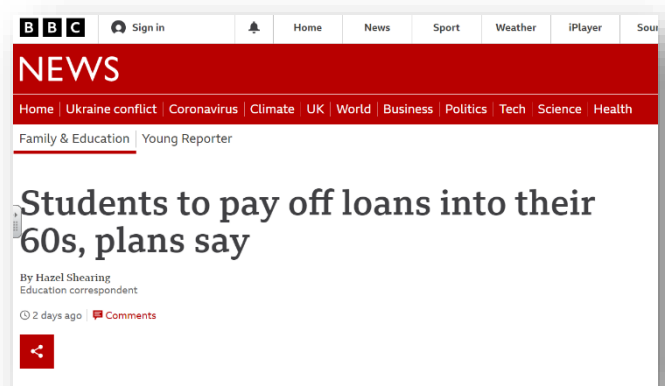 BBC Sign in Home News Sport Weather iPlayer
NEWS
Home Ukraine conflict Coronavirus Climate UK World Business Politics Tech Science Health
Family & Education Young Reporter
Students to pay off loans into their
60s, plans say
By Hazel Shearing
Education correspondent
2 days ago Comments